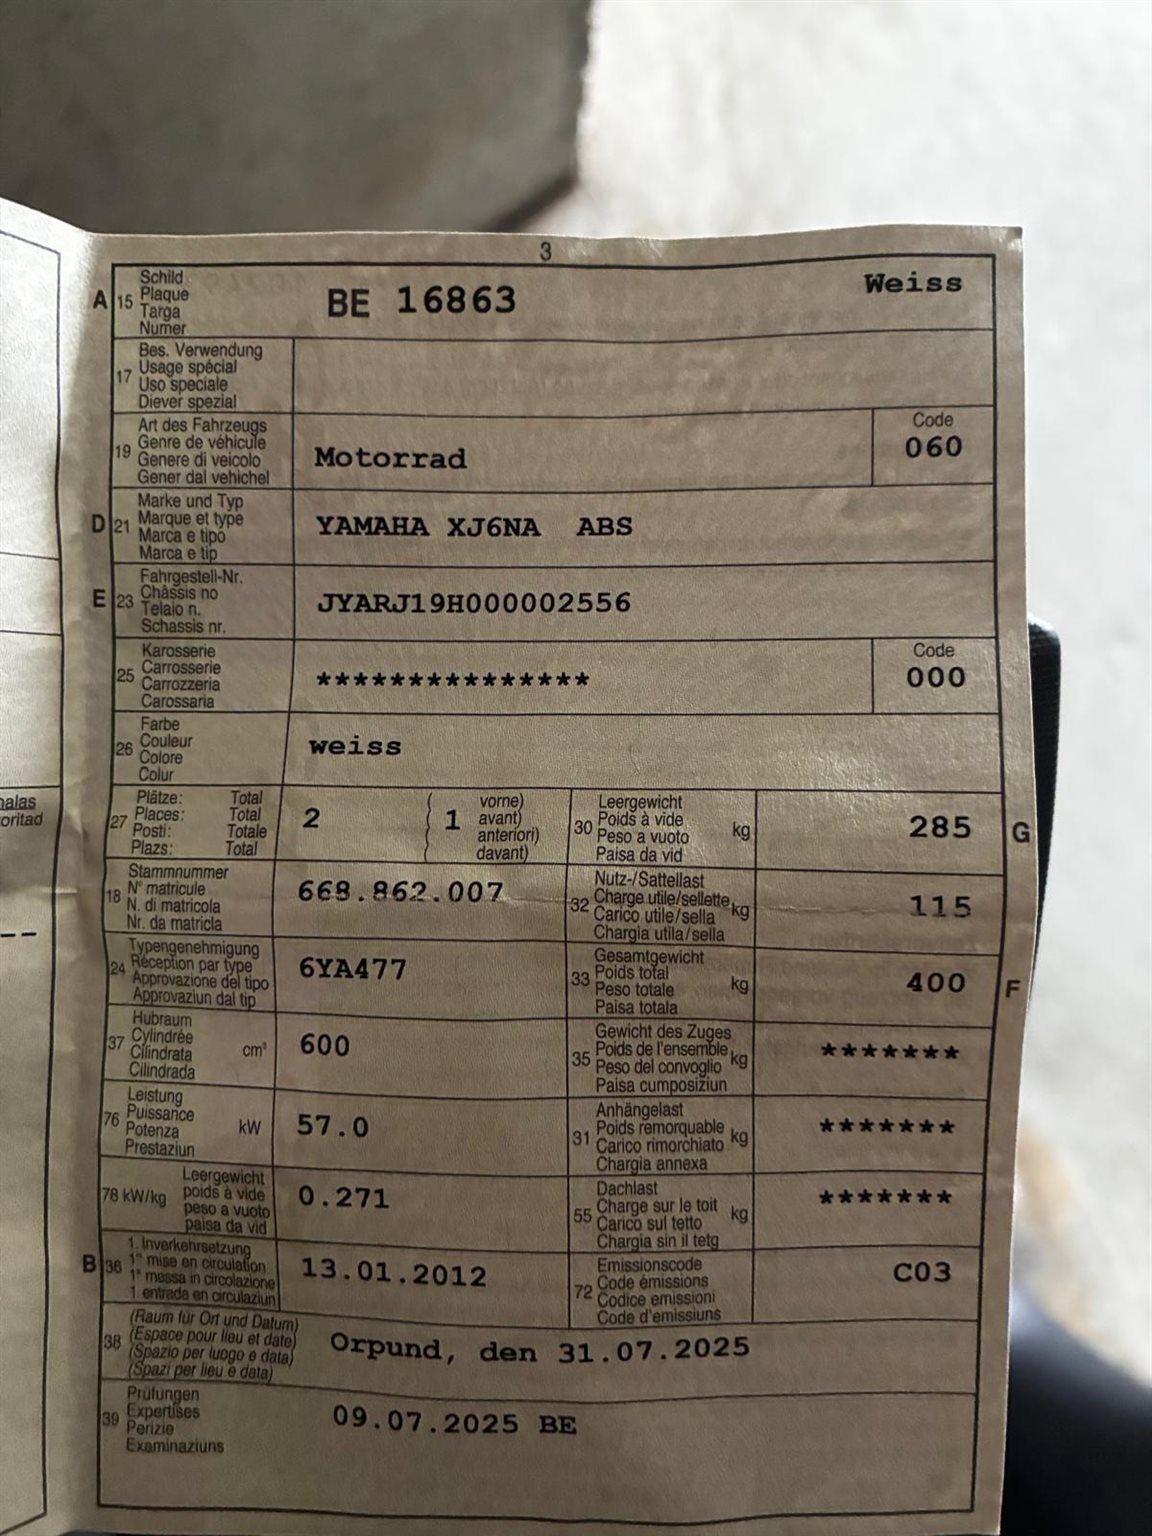 3
A 15 Schild
Plaque
Targa
Numer
BE 16863 Weiss
17 Bes. Verwendung
Usage spécial
Uso speciale
Diever spezial
19 Art des Fahrzeugs
Genre de véhicule
Genere di veicolo
Gener dal vehichel
Motorrad
Code
060
D 21 Marke und Typ
Marque et type
Marca e tipo
Marca e tip
YAMAHA XJ6NA ABS
E 23 Fahrgestell-Nr.
Châssis no
Telaio n.
Schassis nr.
JYARJ19H000002556
25 Karosserie
Carrosserie
Carrozzeria
Carossaria
***************
Code
000
26 Farbe
Couleur
Colore
Colur
weiss
27 Plätze: Total
Places: Total
Posti: Totale
Plazs: Total
2 ( 1 vorne)
avant)
anteriori)
davant)
30 Leergewicht
Poids à vide
Peso a vuoto kg
Paisa da vid
285 G
18 Stammnummer
N° matricule
N. di matricola
Nr. da matricla
668.862.007
32 Nutz-/Sattellast
Charge utile/sellette
Carico utile/sella kg
Chargia utila/sella
115
24 Typengenehmigung
Réception par type
Approvazione del tipo
Approvaziun dal tip
6YA477
33 Gesamtgewicht
Poids total
Peso totale kg
Paisa totala
400 F
37 Hubraum
Cylindrée
Cilindrata cm³
Cilindrada
600
35 Gewicht des Zuges
Poids de l'ensemble kg
Peso del convoglio
Paisa cumposiziun
*******
76 Leistung
Puissance
Potenza kW
Prestaziun
57.0
31 Anhängelast
Poids remorquable
Carico rimorchiato kg
Chargia annexa
*******
78 kW/kg Leergewicht
poids à vide
peso a vuoto
paisa da vid
0.271
55 Dachlast
Charge sur le toit
Carico sul tetto kg
Chargia sin il tetg
*******
B 36 1. Inverkehrsetzung
1re mise en circulation
1a messa in circolazione
1. entrada en circulaziun
13.01.2012
72 Emissionscode
Code émissions
Codice emissioni
Code d'emissiuns
C03
38 (Raum für Ort und Datum)
(Espace pour lieu et date)
(Spazio per luogo e data)
(Spazi per lieu e data)
Orpund, den 31.07.2025
39 Prüfungen
Expertises
Perizie
Examinaziuns
09.07.2025 BE